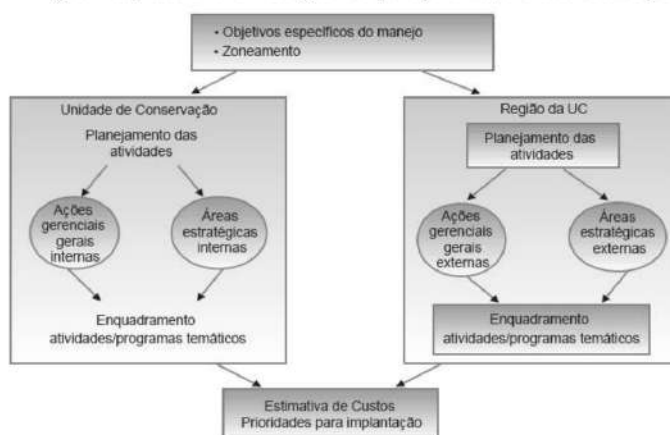 • Objetivos específicos do manejo
• Zoneamento
Unidade de Conservação
Planejamento das
atividades
Ações
gerenciais
gerais
internas
Áreas
estratégicas
internas
Enquadramento
atividades/programas temáticos
Região da UC
Planejamento das
atividades
Ações
gerenciais
gerais
externas
Áreas
estratégicas
externas
Enquadramento
atividades/programas temáticos
Estimativa de Custos
Prioridades para implantação